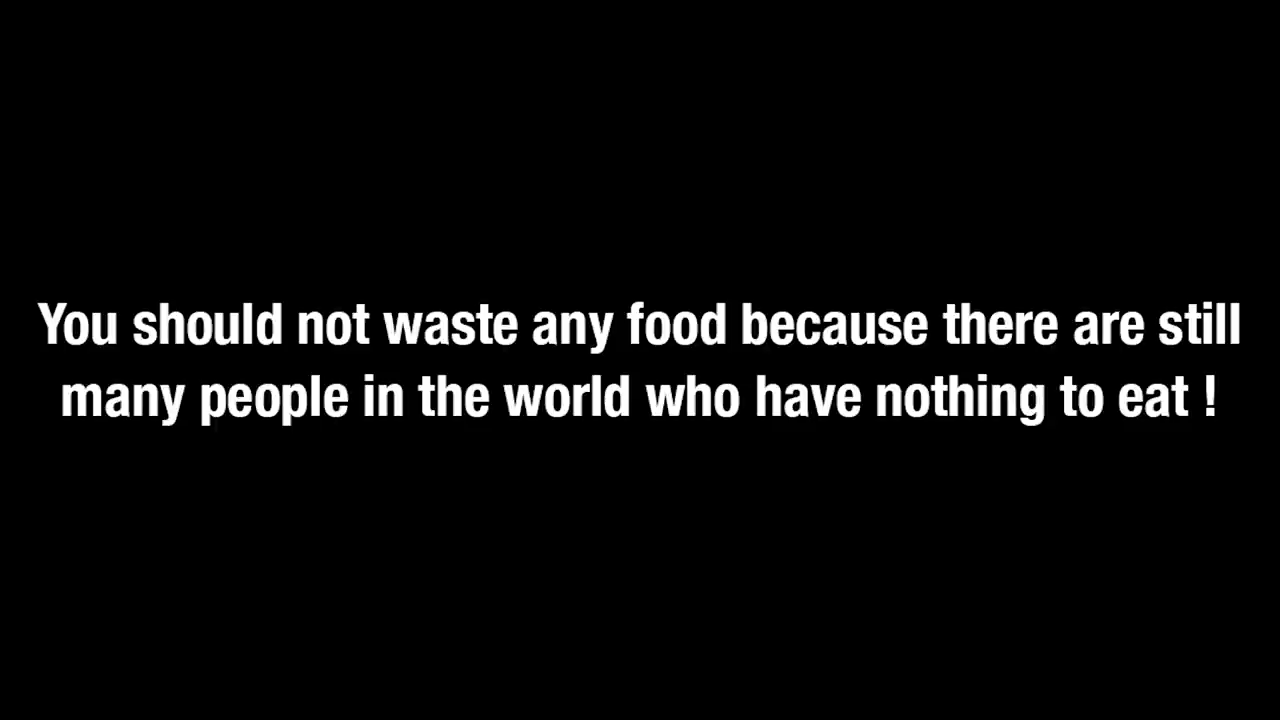 You should not waste any food because there are still
many people in the world who have nothing to eat !